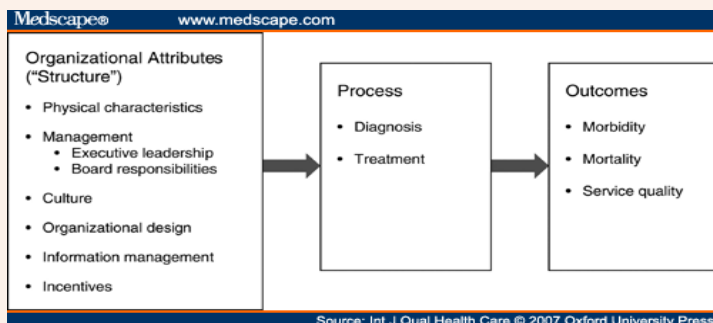 Medscape® www.medscape.com
Organizational Attributes
("Structure")
• Physical characteristics
• Management
• Executive leadership
• Board responsibilities
• Culture
• Organizational design
• Information management
• Incentives
Process
• Diagnosis
• Treatment
Outcomes
• Morbidity
• Mortality
• Service quality
Source: Int J Qual Health Care © 2007 Oxford University Press